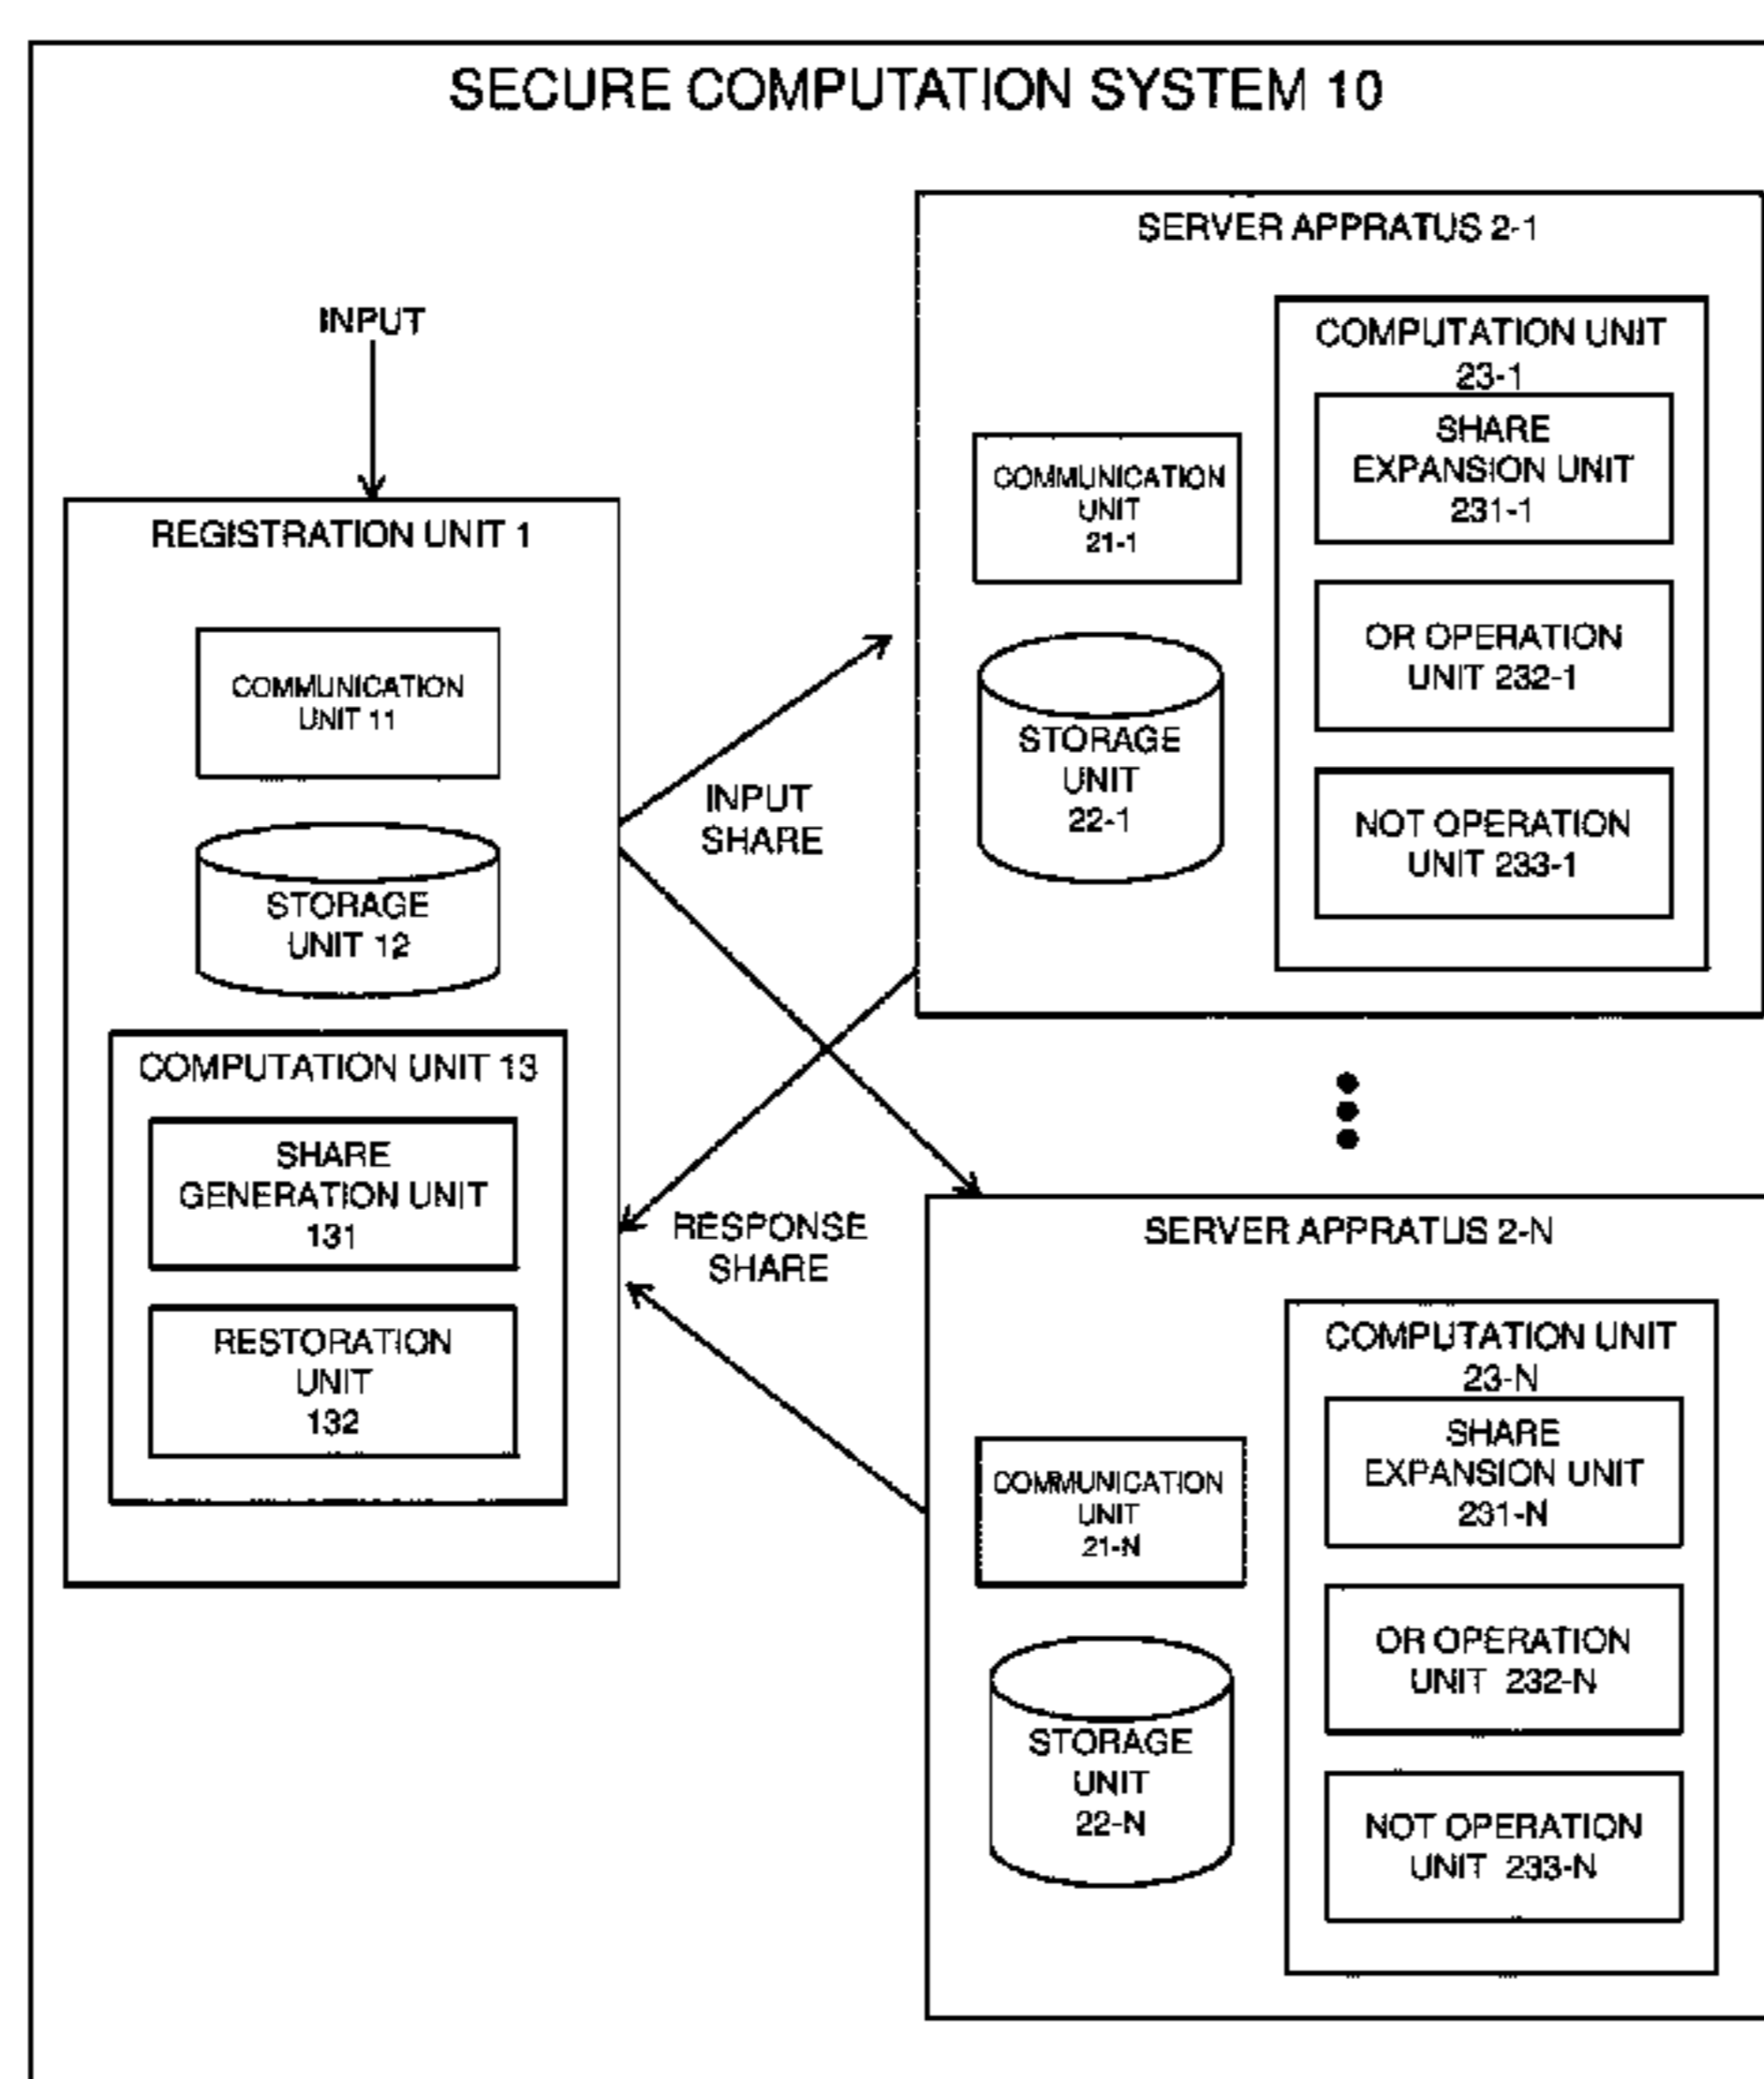 SECURE COMPUTATION SYSTEM 10
INPUT
REGISTRATION UNIT 1
COMMUNICATION
UNIT 11
STORAGE
UNIT 12
COMPUTATION UNIT 13
SHARE
GENERATION UNIT
131
RESTORATION
UNIT
132
INPUT
SHARE
RESPONSE
SHARE
SERVER APPRATUS 2-1
COMMUNICATION
UNIT
21-1
STORAGE
UNIT
22-1
COMPUTATION UNIT
23-1
SHARE
EXPANSION UNIT
231-1
OR OPERATION
UNIT 232-1
NOT OPERATION
UNIT 233-1
SERVER APPRATUS 2-N
COMMUNICATION
UNIT
21-N
STORAGE
UNIT
22-N
COMPUTATION UNIT
23-N
SHARE
EXPANSION UNIT
231-N
OR OPERATION
UNIT 232-N
NOT OPERATION
UNIT 233-N